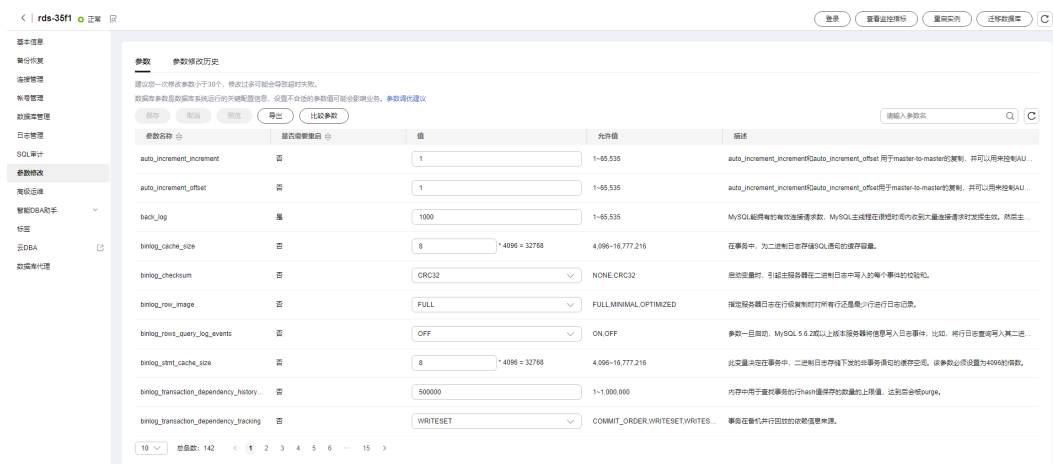 rds-35f1 正常
登录 查看监控指标 重启实例 迁移数据库
基本信息
备份恢复
连接管理
帐号管理
数据库管理
日志管理
SQL审计
参数修改
高级运维
智能DBA助手
标签
云DBA
数据库代理
参数 参数修改历史
建议您一次修改参数小于30个，修改过多可能会导致超时失败。
数据库参数是数据库系统运行的关键配置信息，设置不合适的参数值可能会影响业务。参数调优建议
保存 取消 预览 导出 比较参数 请输入参数名
参数名称 是否需要重启 值 允许值 描述
auto_increment_increment 否 1 1~65,535 auto_increment_increment和auto_increment_offset 用于master-to-master的复制，并可以用来控制AU...
auto_increment_offset 否 1 1~65,535 auto_increment_increment和auto_increment_offset用于master-to-master的复制，并可以用来控制AU...
back_log 是 1000 1~65,535 MySQL能拥有的有效连接请求数，MySQL主线程在很短时间内收到大量连接请求时发挥生效。然后主...
binlog_cache_size 否 8 * 4096 = 32768 4,096~16,777,216 在事务中，为二进制日志存储SQL语句的缓存容量。
binlog_checksum 否 CRC32 NONE,CRC32 启动变量时，引起主服务器在二进制日志中写入的每个事件的校验和。
binlog_row_image 否 FULL FULL,MINIMAL,OPTIMIZED 指定服务器日志在行级复制时对所有行还是最少行进行日志记录。
binlog_rows_query_log_events 否 OFF ON,OFF 参数一旦启动，MySQL 5.6.2或以上版本服务器将信息写入日志事件，比如，将行日志查询写入其二进...
binlog_stmt_cache_size 否 8 * 4096 = 32768 4,096~16,777,216 此变量决定在事务中，二进制日志存储下发的非事务语句的缓存空间。该参数必须设置为4096的倍数。
binlog_transaction_dependency_history... 否 500000 1~1,000,000 内存中用于查找事务的行hash值保存的数量的上限值，达到后会被purge。
binlog_transaction_dependency_tracking 否 WRITESET COMMIT_ORDER,WRITESET,WRITES... 事务在备机并行回放的依赖信息来源。
10 总条数：142 1 2 3 4 5 6 ... 15